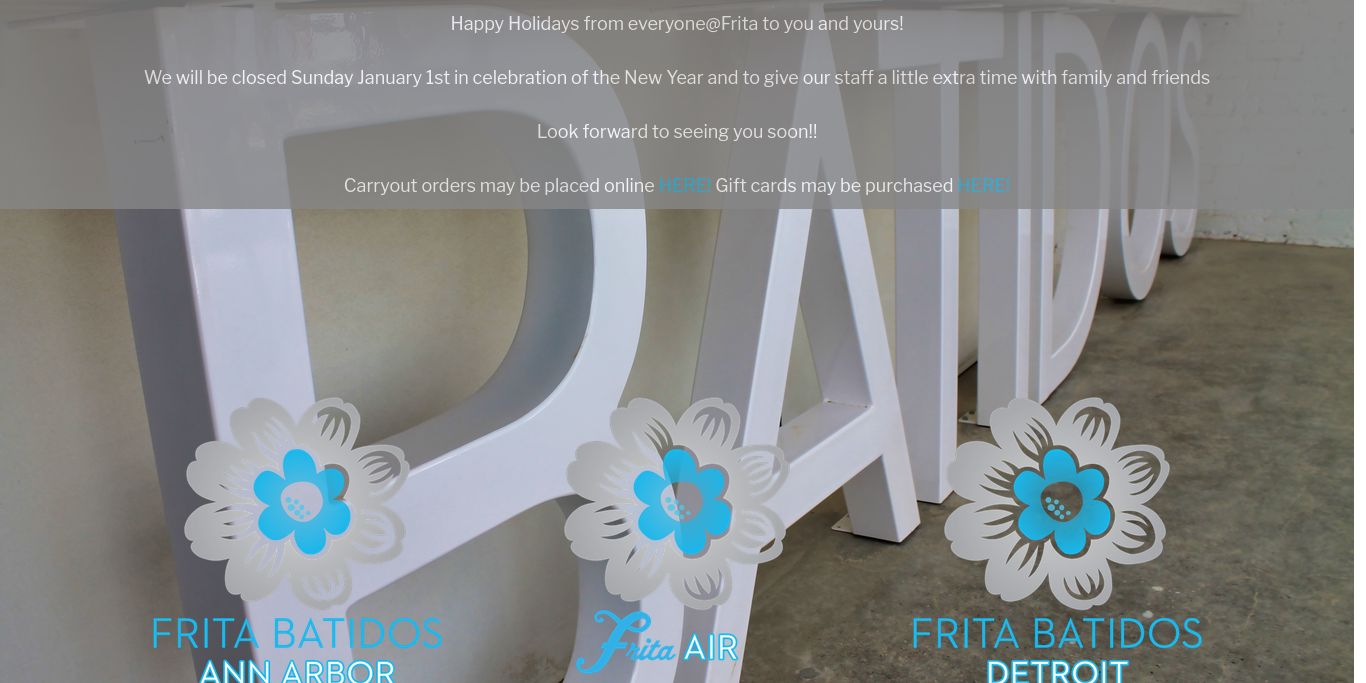 Happy Holidays from everyone@Frita to you and yours!
We will be closed Sunday January 1st in celebration of the New Year and to give our staff a little extra time with family and friends
Look forward to seeing you soon!!
Carryout orders may be placed online HERE! Gift cards may be purchased HERE!
BATIDOS
FRITA BATIDOS
ANN ARBOR
Frita AIR
FRITA BATIDOS
DETROIT